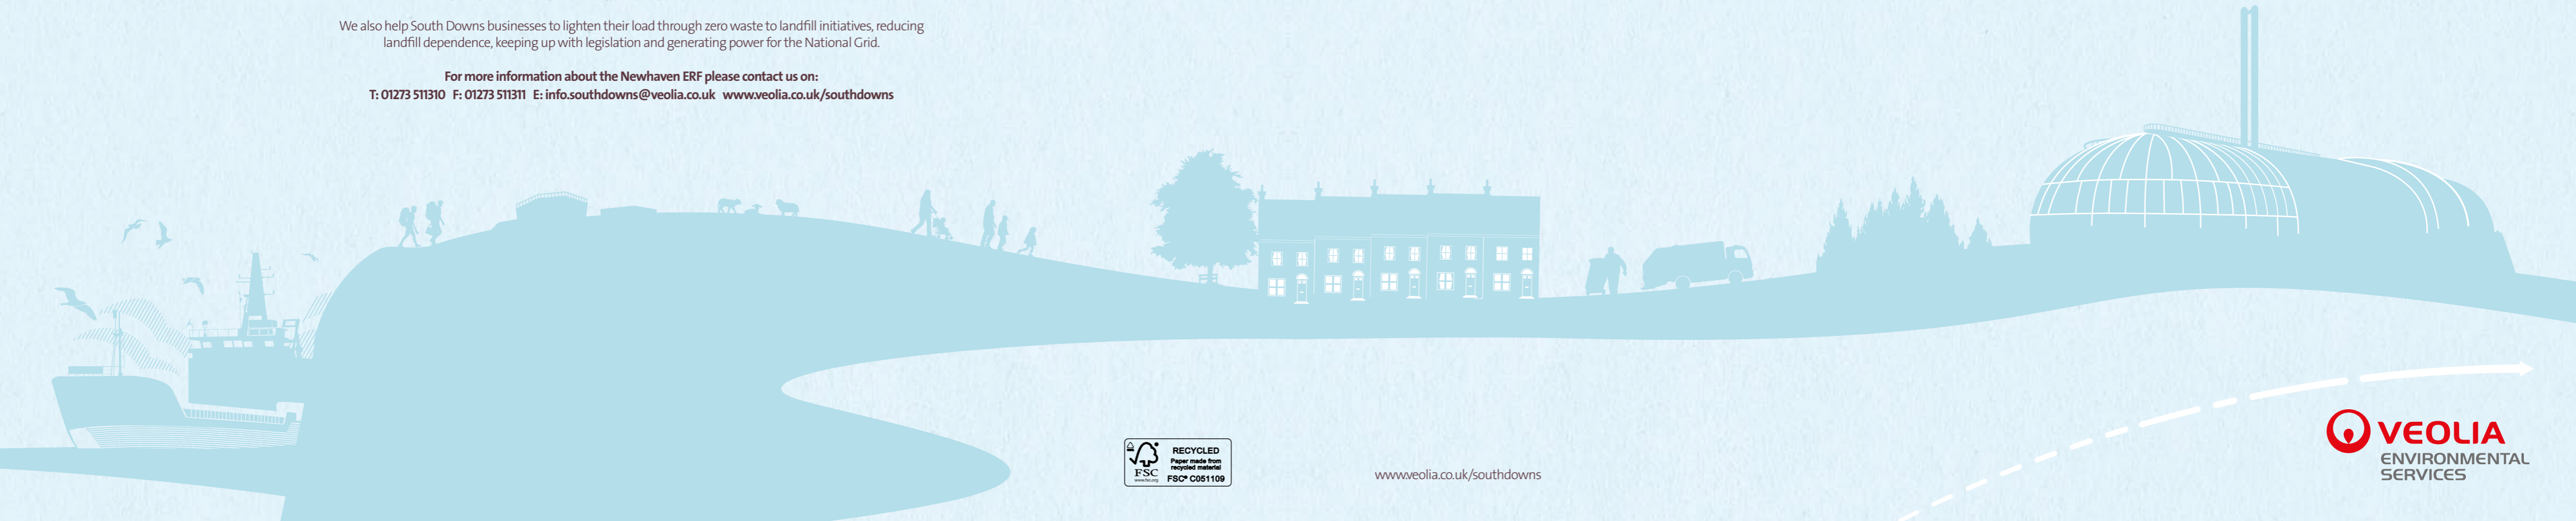 We also help South Downs businesses to lighten their load through zero waste to landfill initiatives, reducing
landfill dependence, keeping up with legislation and generating power for the National Grid.
For more information about the Newhaven ERF please contact us on:
T: 01273 511310 F: 01273 511311 E: info.southdowns@veolia.co.uk www.veolia.co.uk/southdowns
RECYCLED
Paper made from
recycled material
FSC
www.fsc.org
FSC® C051109
www.veolia.co.uk/southdowns
VEOLIA
ENVIRONMENTAL
SERVICES